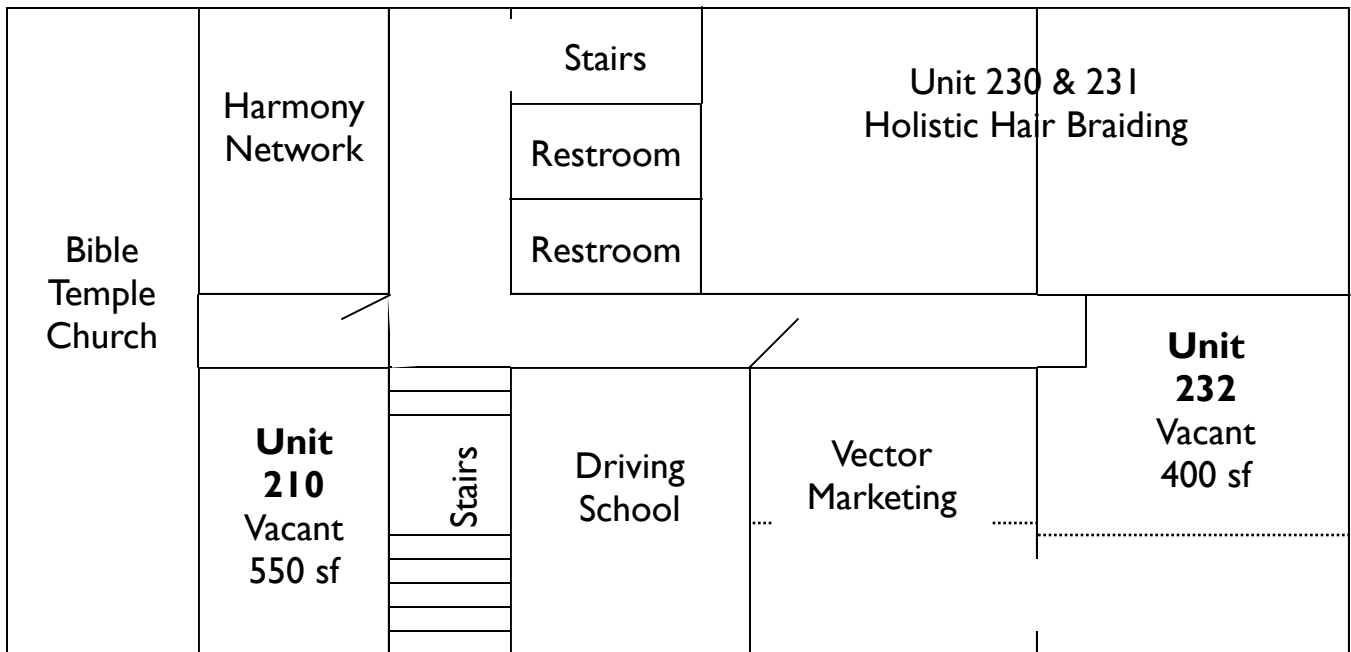 Bible
Temple
Church
Harmony
Network
Stairs
Restroom
Restroom
Unit 230 & 231
Holistic Hair Braiding
Unit
210
Vacant
550 sf
Stairs
Driving
School
Vector
Marketing
Unit
232
Vacant
400 sf